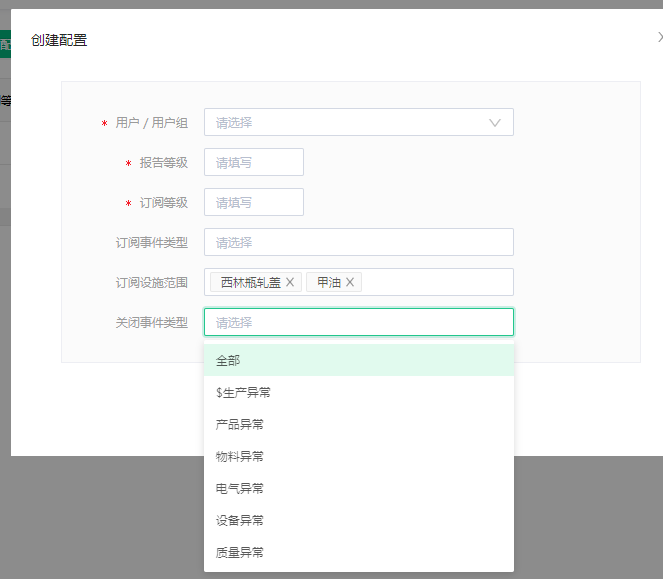 创建配置
配
等
* 用户 / 用户组 请选择
* 报告等级 请填写
* 订阅等级 请填写
订阅事件类型 请选择
订阅设施范围 西林瓶轧盖 X 甲油 X
关闭事件类型 请选择
全部
$生产异常
产品异常
物料异常
电气异常
设备异常
质量异常